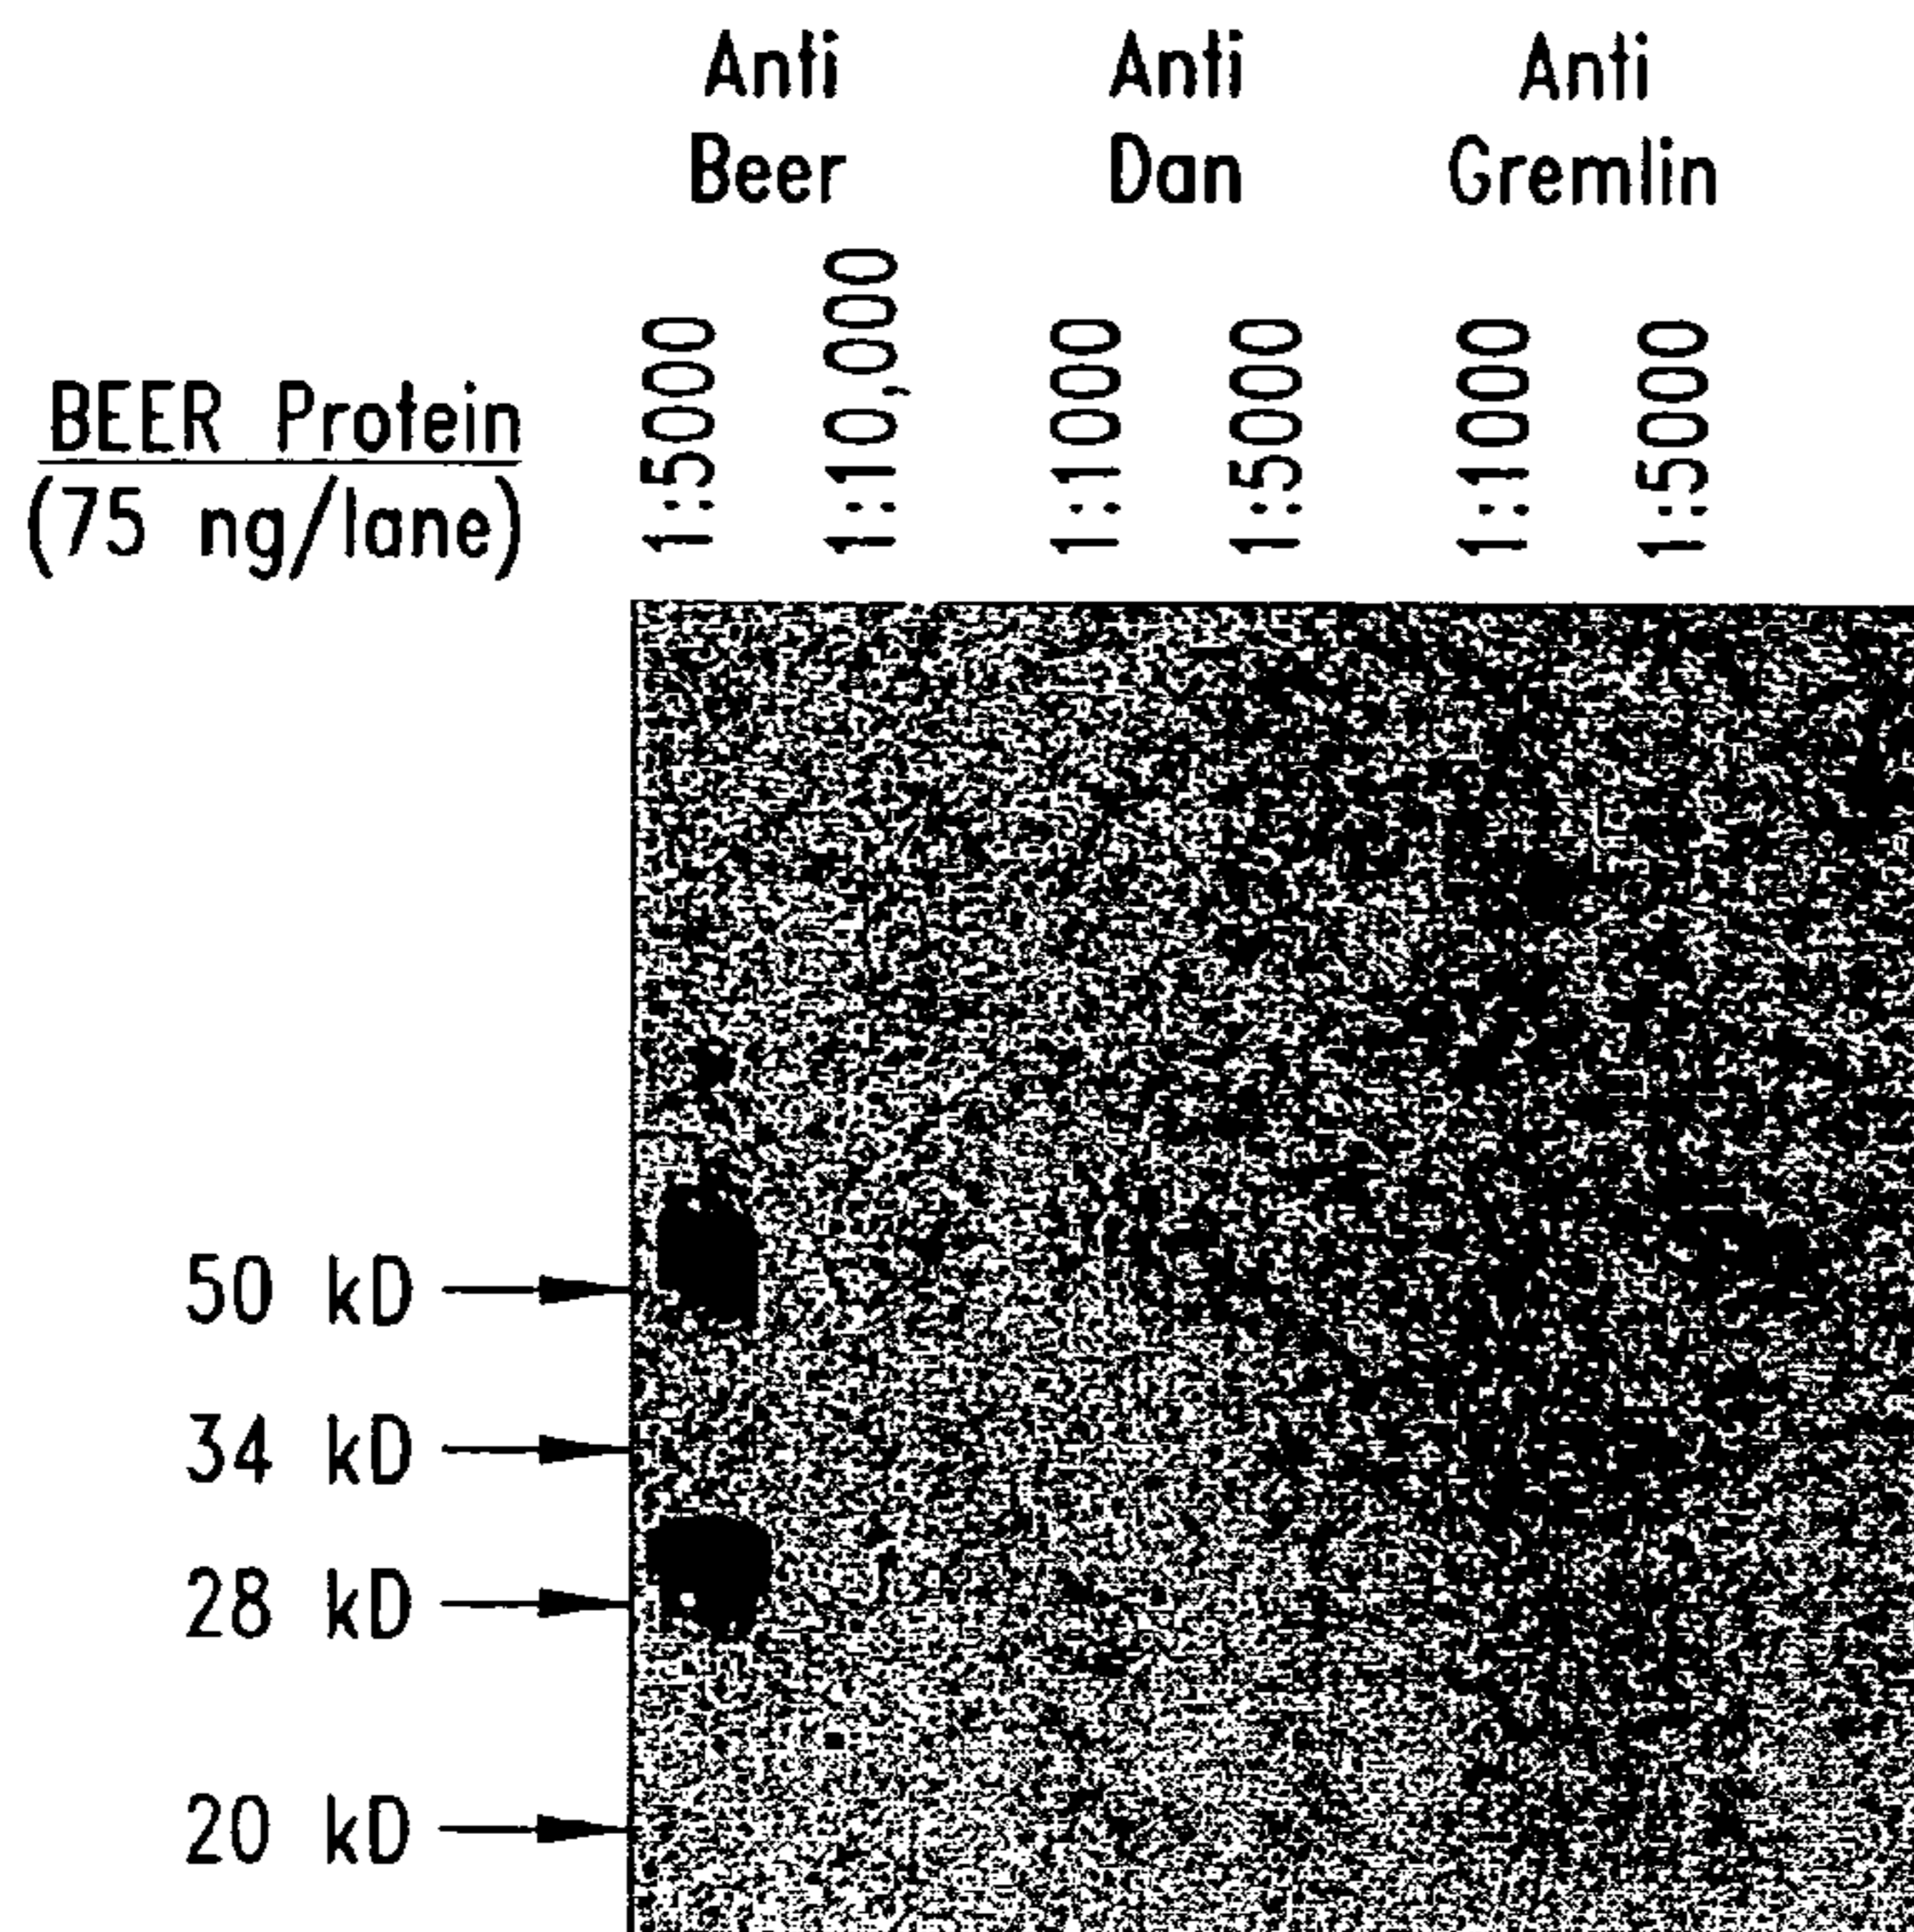 Anti Anti Anti
Beer Dan Gremlin
BEER Protein
(75 ng/lane)
1:5000 1:10,000 1:1000 1:5000 1:1000 1:5000
50 kD
34 kD
28 kD
20 kD